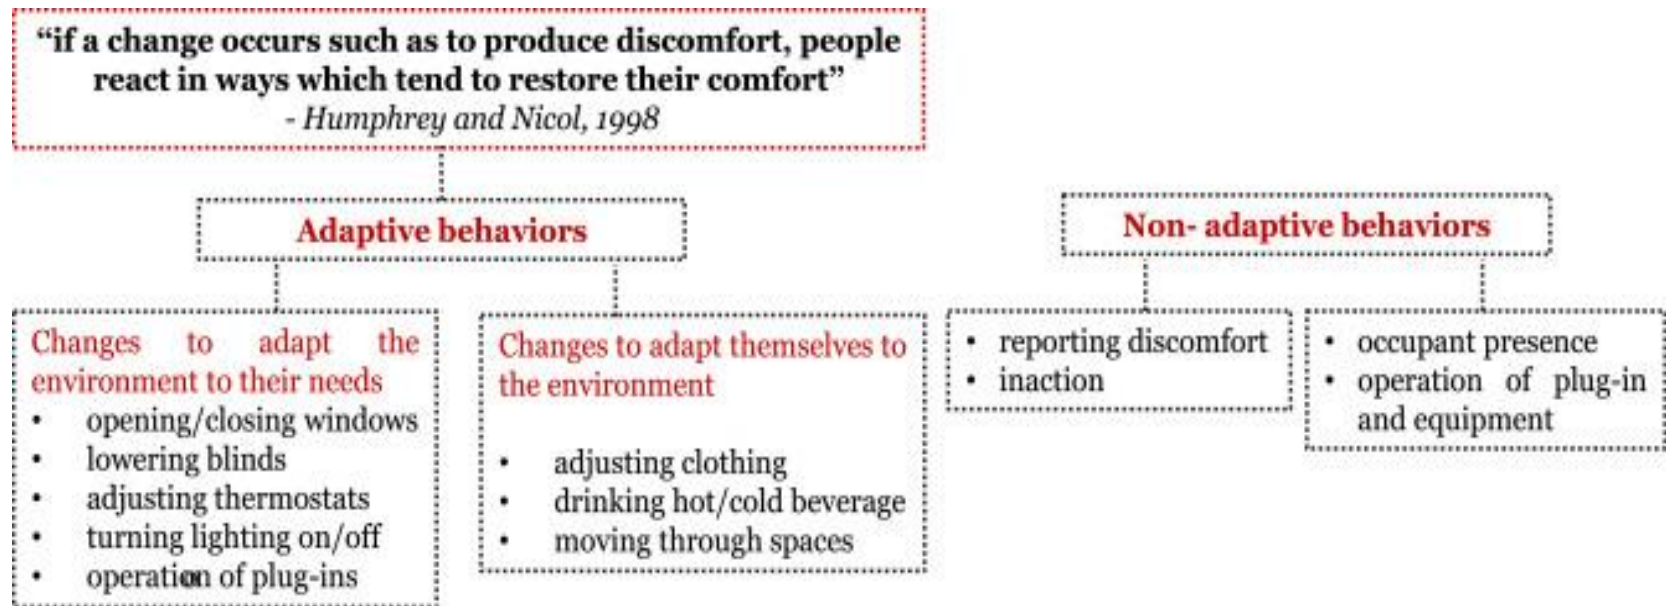 “if a change occurs such as to produce discomfort, people
react in ways which tend to restore their comfort”
- Humphrey and Nicol, 1998
Adaptive behaviors
Changes to adapt the
environment to their needs
• opening/closing windows
• lowering blinds
• adjusting thermostats
• turning lighting on/off
• operation of plug-ins
Changes to adapt themselves to
the environment
• adjusting clothing
• drinking hot/cold beverage
• moving through spaces
Non- adaptive behaviors
• reporting discomfort
• inaction
• occupant presence
• operation of plug-in
and equipment